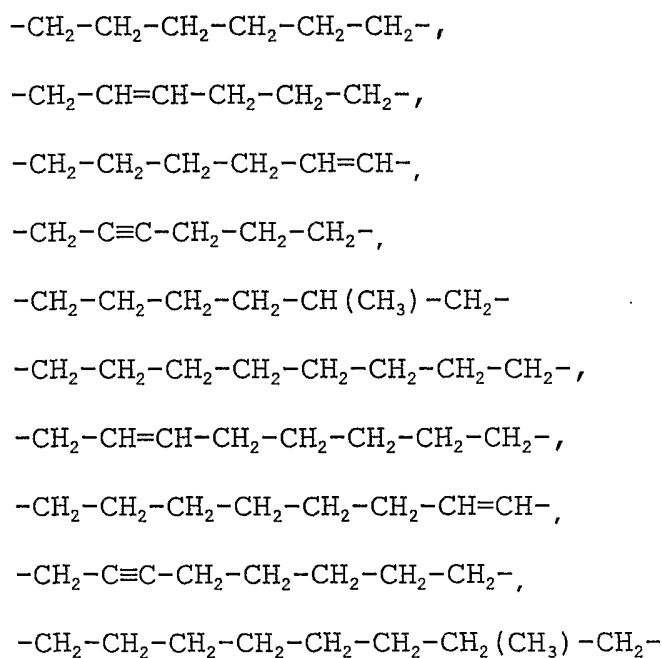 -CH₂-CH₂-CH₂-CH₂-CH₂-CH₂-,
-CH₂-CH=CH-CH₂-CH₂-CH₂-,
-CH₂-CH₂-CH₂-CH₂-CH=CH-,
-CH₂-C≡C-CH₂-CH₂-CH₂-,
-CH₂-CH₂-CH₂-CH₂-CH(CH₃)-CH₂-
-CH₂-CH₂-CH₂-CH₂-CH₂-CH₂-CH₂-CH₂-,
-CH₂-CH=CH-CH₂-CH₂-CH₂-CH₂-CH₂-,
-CH₂-CH₂-CH₂-CH₂-CH₂-CH₂-CH=CH-,
-CH₂-C≡C-CH₂-CH₂-CH₂-CH₂-CH₂-,
-CH₂-CH₂-CH₂-CH₂-CH₂-CH₂-CH₂(CH₃)-CH₂-